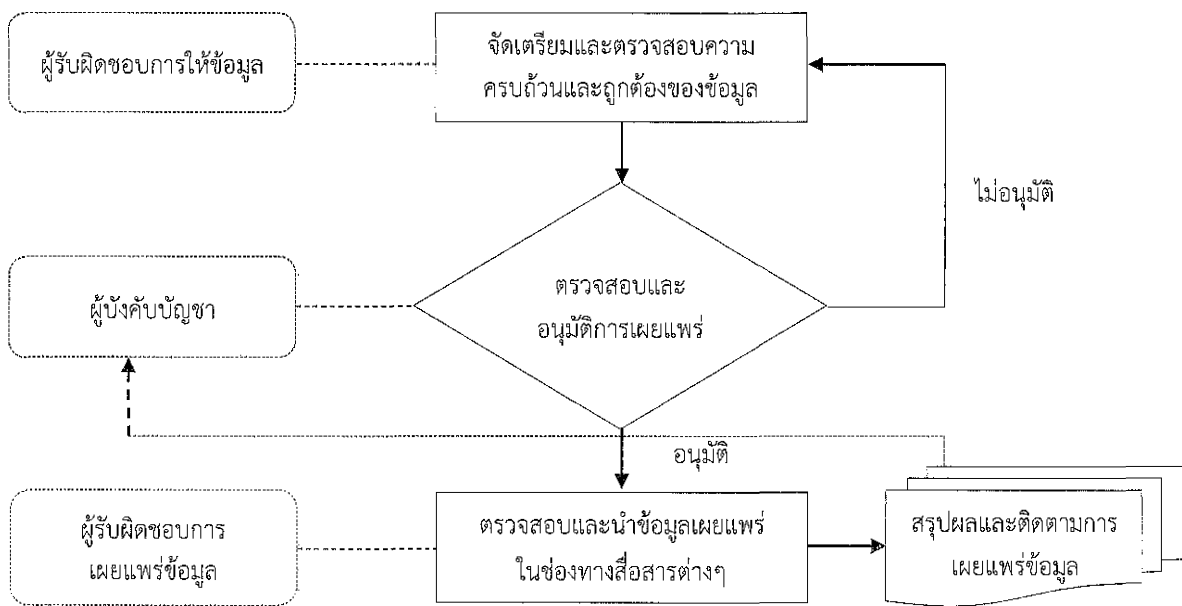 ผู้รับผิดชอบการให้ข้อมูล
จัดเตรียมและตรวจสอบความ
ครบถ้วนและถูกต้องของข้อมูล
ไม่อนุมัติ
ผู้บังคับบัญชา
ตรวจสอบและ
อนุมัติการเผยแพร่
อนุมัติ
ผู้รับผิดชอบการ
เผยแพร่ข้อมูล
ตรวจสอบและนำข้อมูลเผยแพร่
ในช่องทางสื่อสารต่างๆ
สรุปผลและติดตามการ
เผยแพร่ข้อมูล